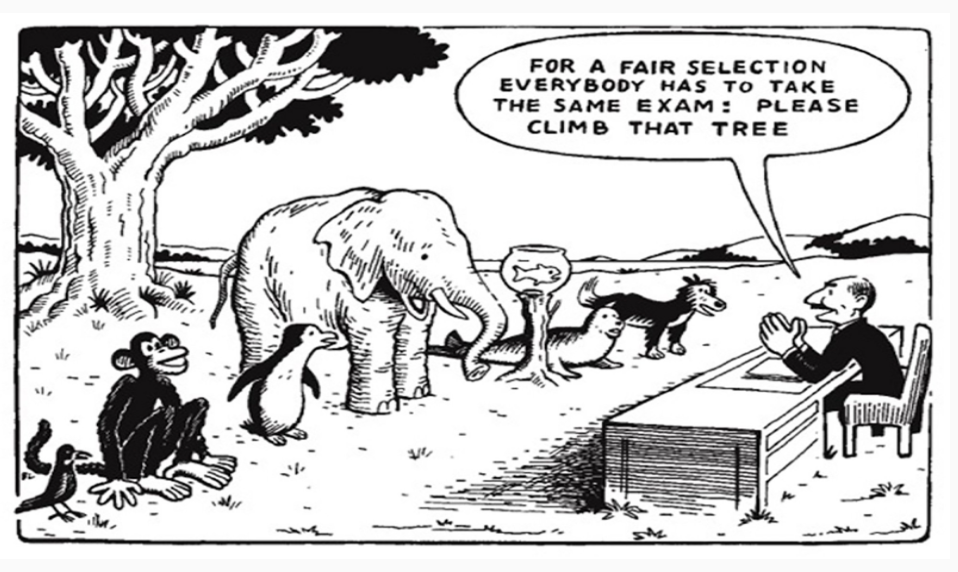 FOR A FAIR SELECTION
EVERYBODY HAS TO TAKE
THE SAME EXAM: PLEASE
CLIMB THAT TREE